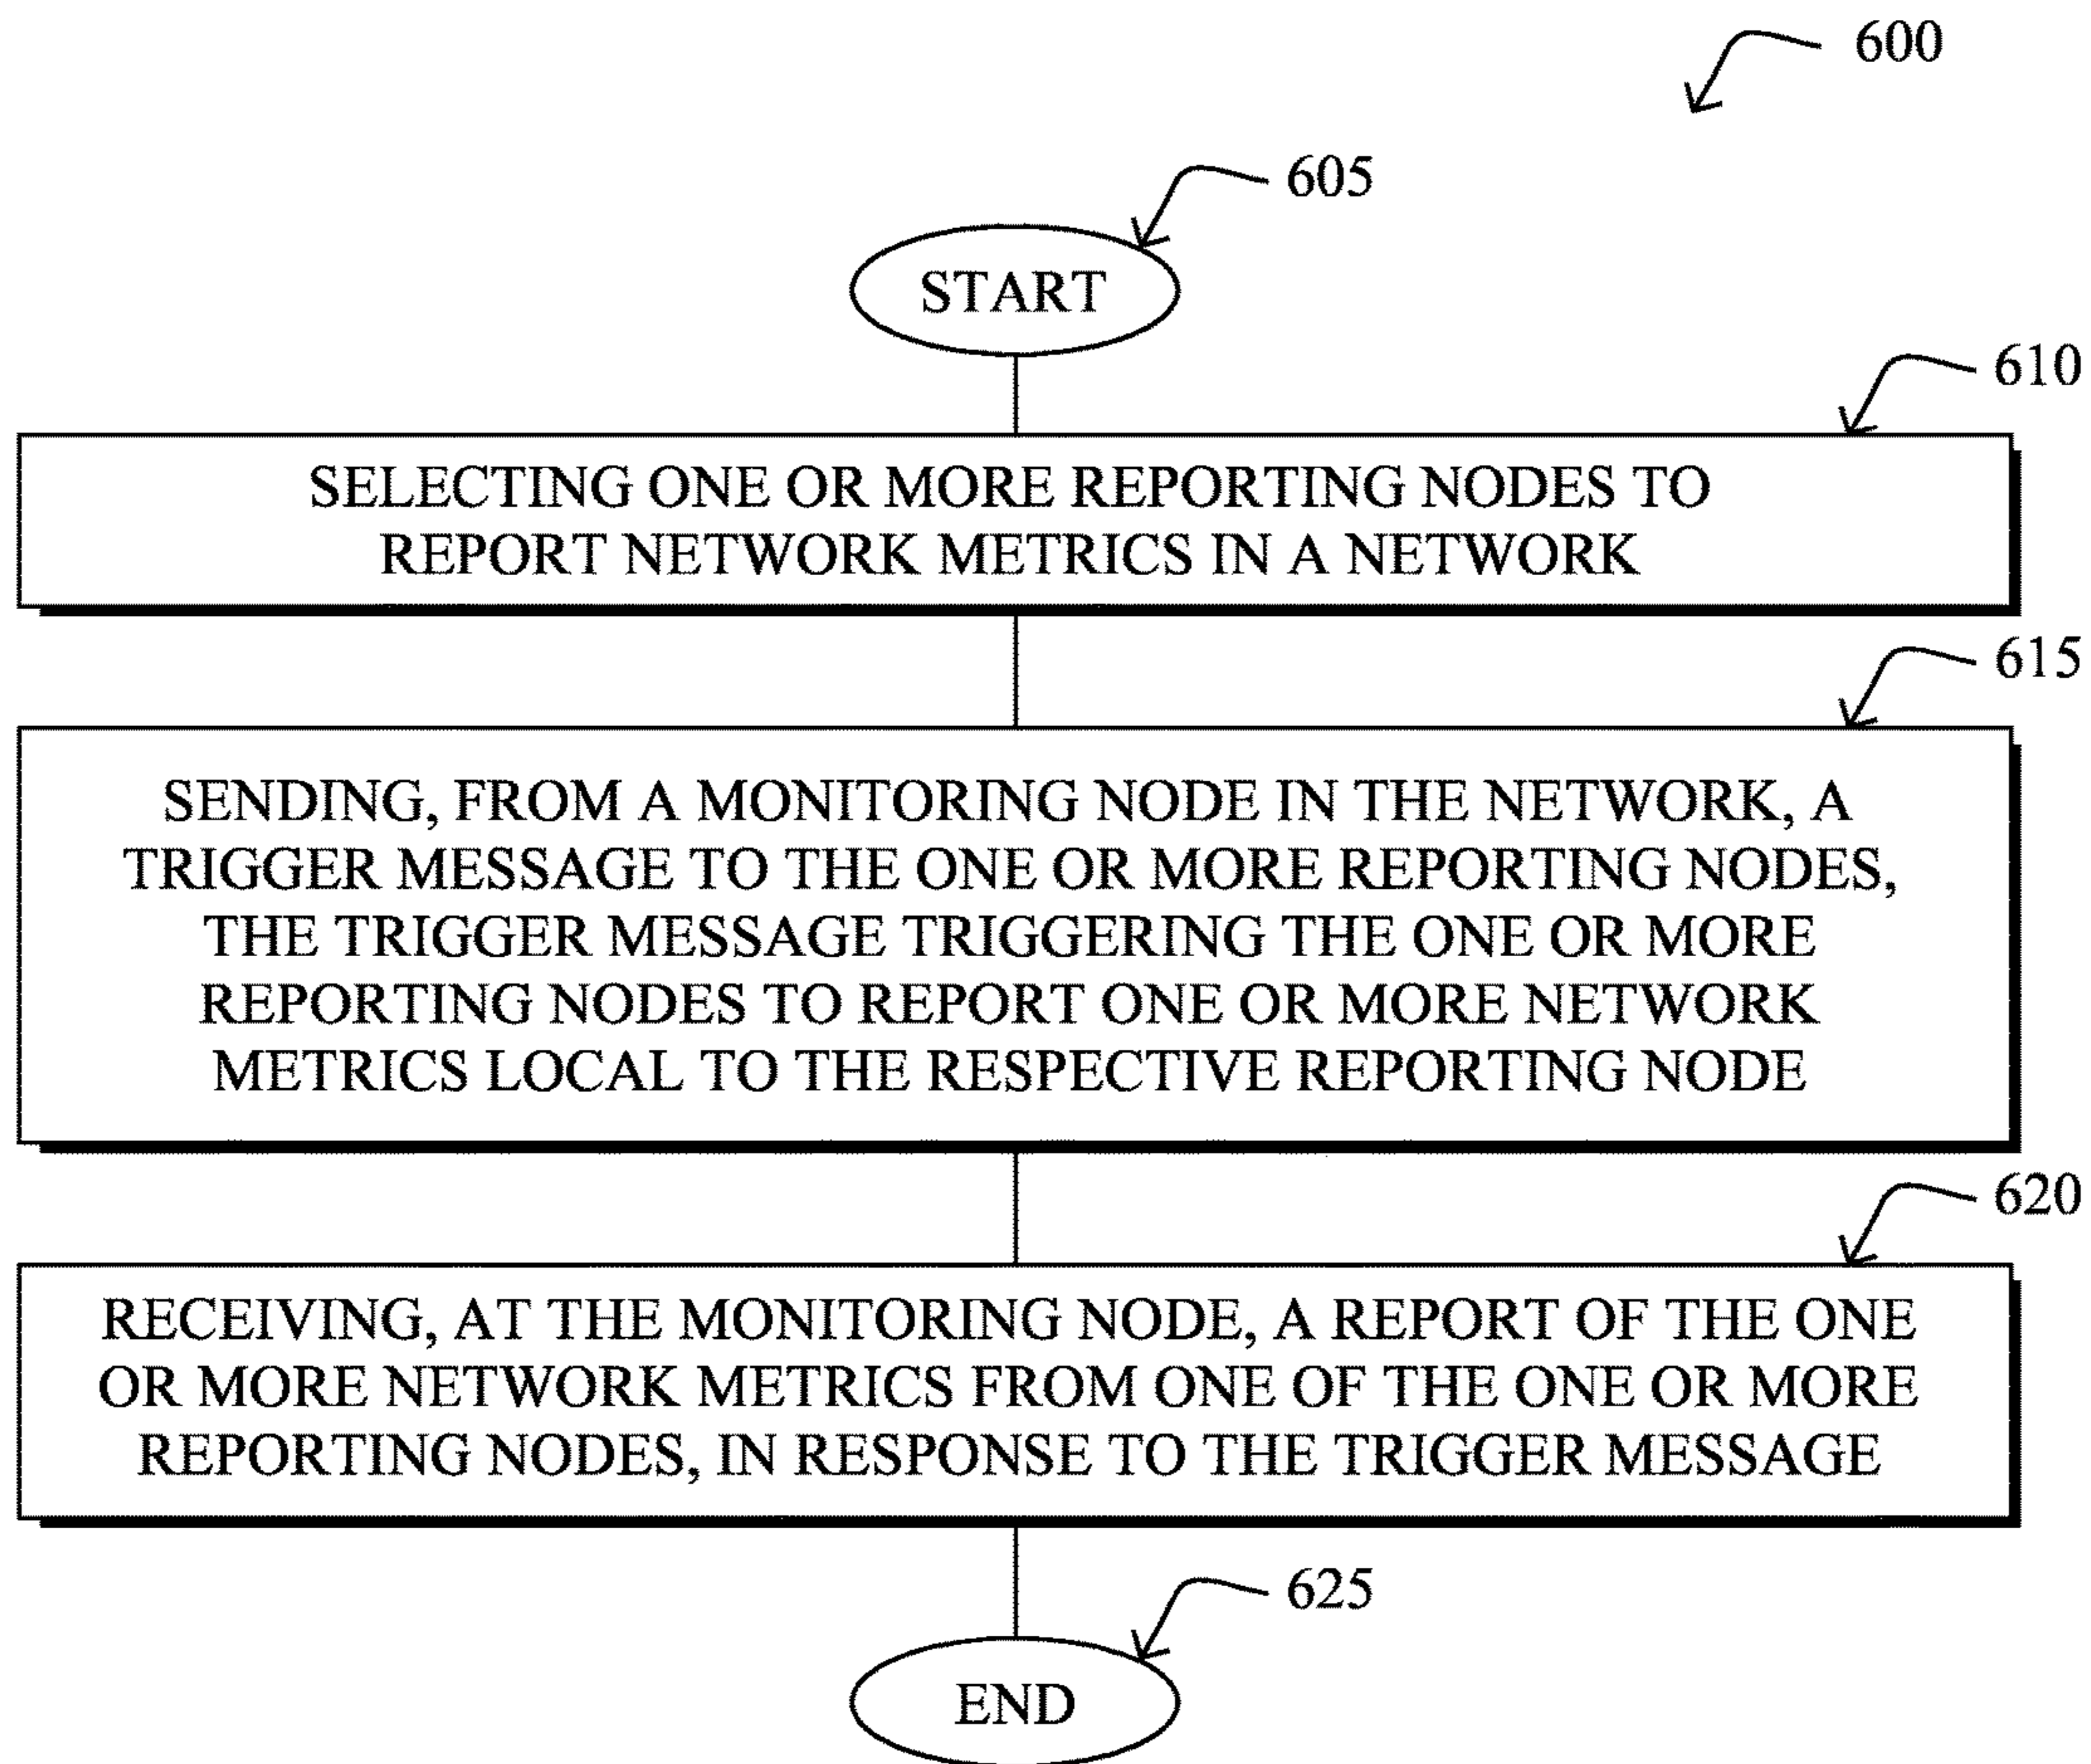 600
605
START
610
SELECTING ONE OR MORE REPORTING NODES TO
REPORT NETWORK METRICS IN A NETWORK
615
SENDING, FROM A MONITORING NODE IN THE NETWORK, A
TRIGGER MESSAGE TO THE ONE OR MORE REPORTING NODES,
THE TRIGGER MESSAGE TRIGGERING THE ONE OR MORE
REPORTING NODES TO REPORT ONE OR MORE NETWORK
METRICS LOCAL TO THE RESPECTIVE REPORTING NODE
620
RECEIVING, AT THE MONITORING NODE, A REPORT OF THE ONE
OR MORE NETWORK METRICS FROM ONE OF THE ONE OR MORE
REPORTING NODES, IN RESPONSE TO THE TRIGGER MESSAGE
625
END